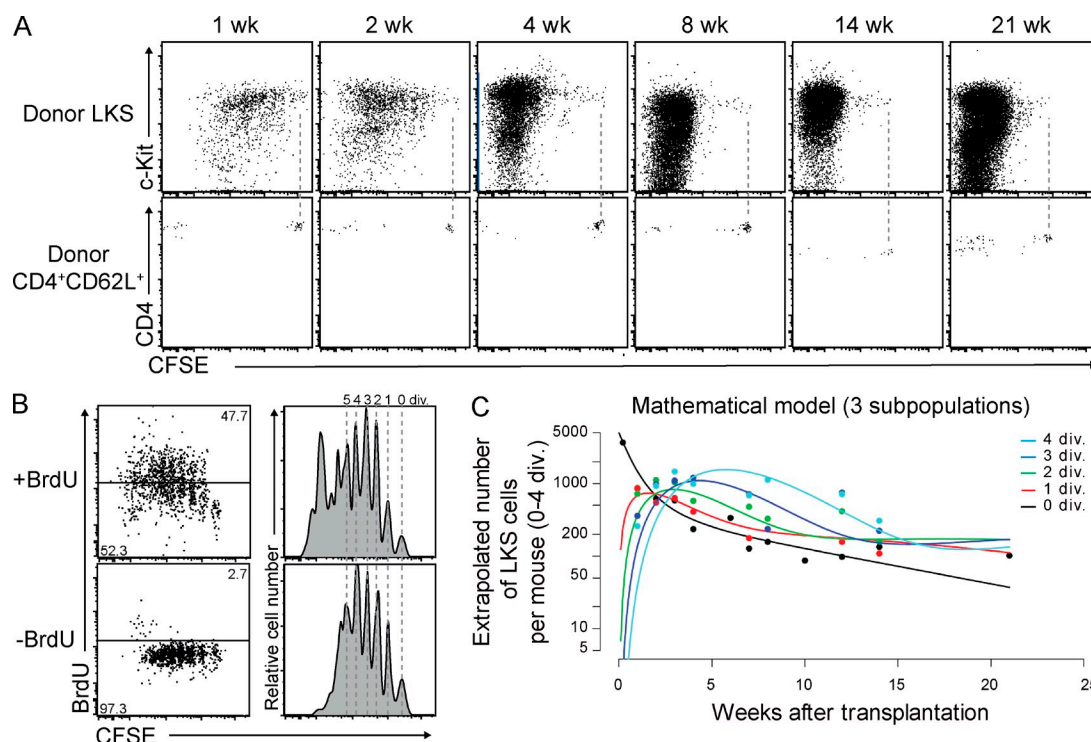 A
1 wk 2 wk 4 wk 8 wk 14 wk 21 wk
Donor LKS
c-Kit
Donor
CD4⁺CD62L⁺
CD4
CFSE
B
5 4 3 2 1 0 div.
+BrdU
47.7
52.3
-BrdU
2.7
97.3
BrdU
CFSE
Relative cell number
C
Mathematical model (3 subpopulations)
Extrapolated number
of LKS cells
per mouse (0-4 div.)
5000
1000
200
50
10
5
4 div.
3 div.
2 div.
1 div.
0 div.
0 5 10 15 20 25
Weeks after transplantation